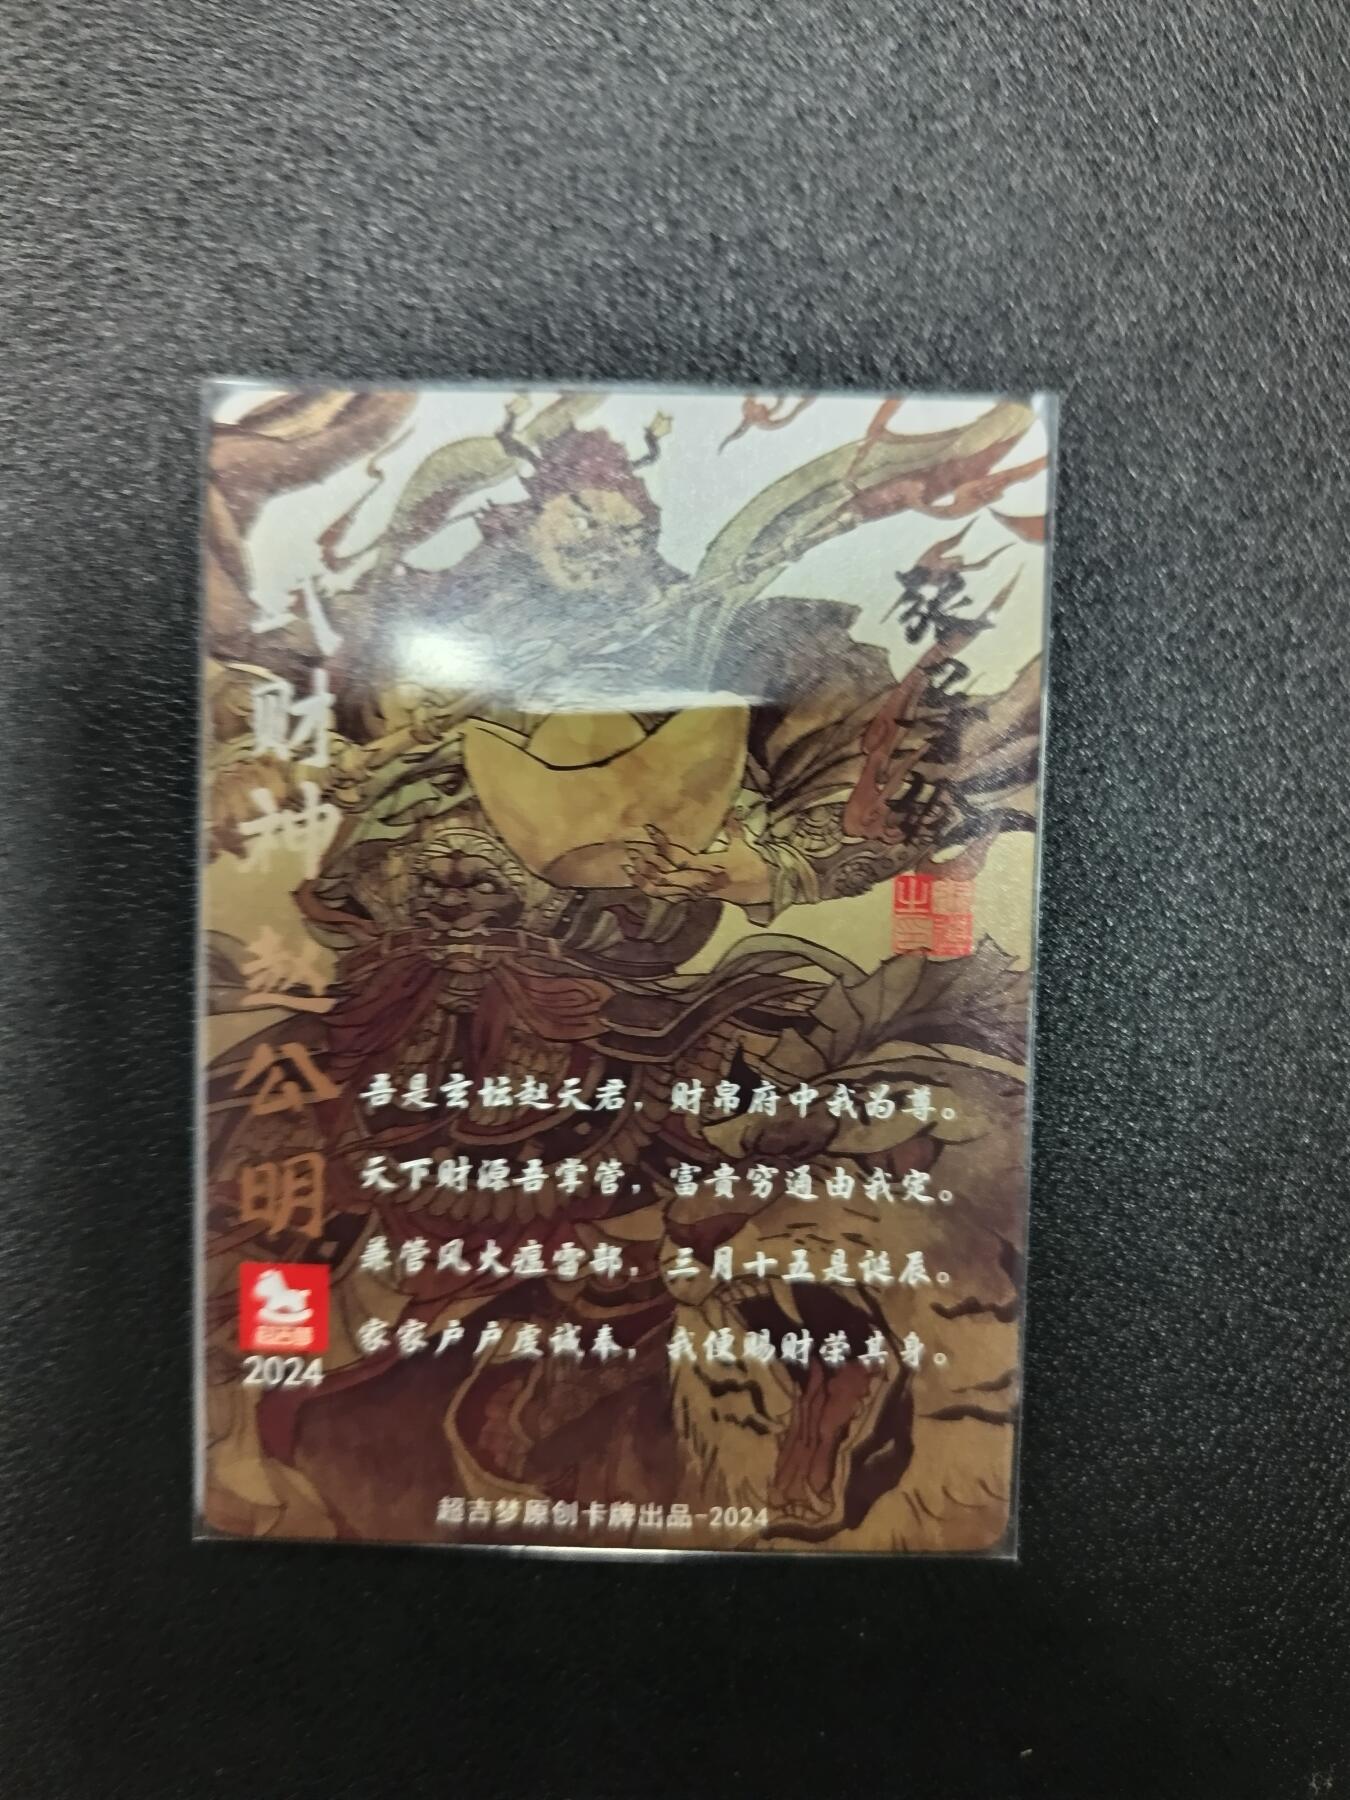 武财神
赵公明
吾是玄坛赵天君，财帛府中我为尊。
天下财源吾掌管，富贵穷通由我定。
兼管风火瘟雷部，三月十五是诞辰。
家家户户虔诚奉，我便赐财荣其身。
超吉梦
2024
超吉梦原创卡牌出品-2024